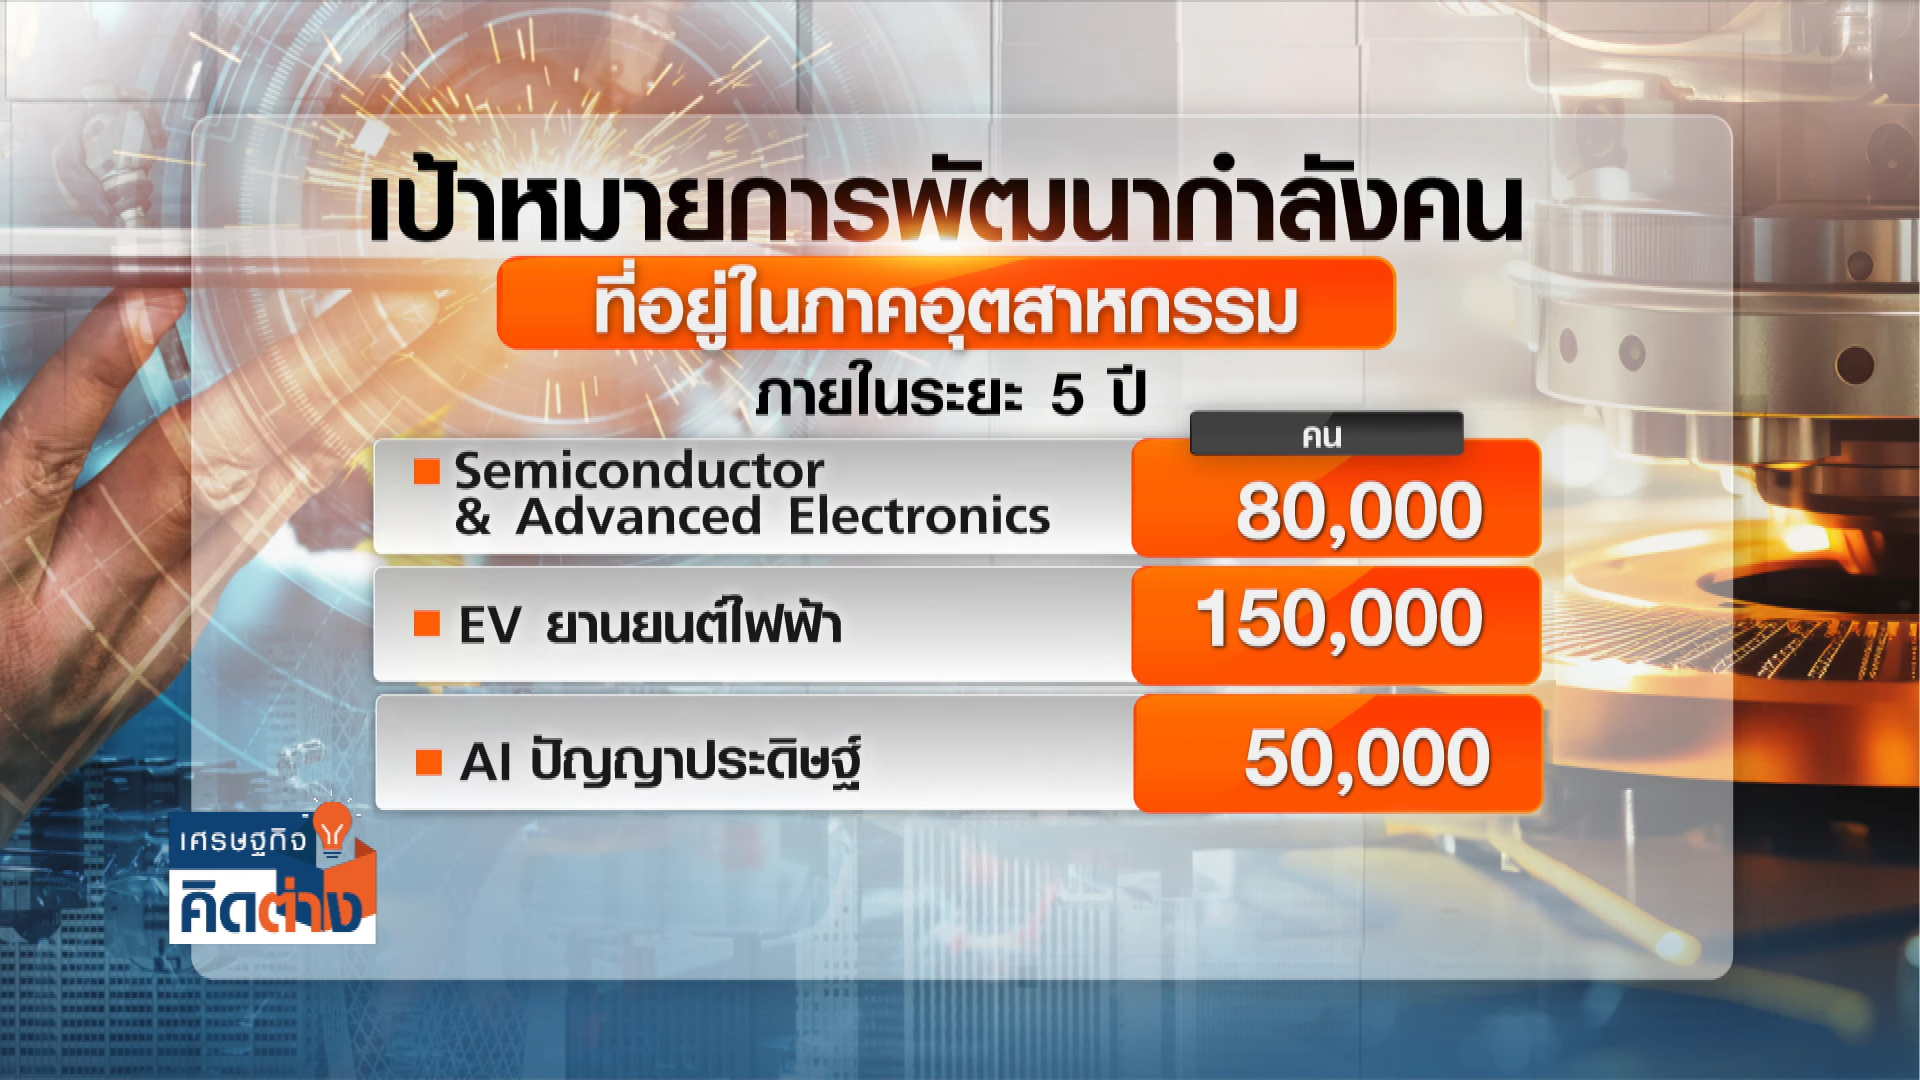 เป้าหมายการพัฒนากำลังคน
ที่อยู่ในภาคอุตสาหกรรม
ภายในระยะ 5 ปี
คน
Semiconductor
& Advanced Electronics
80,000
EV ยานยนต์ไฟฟ้า
150,000
AI ปัญญาประดิษฐ์
50,000
เศรษฐกิจ
คิดต่าง